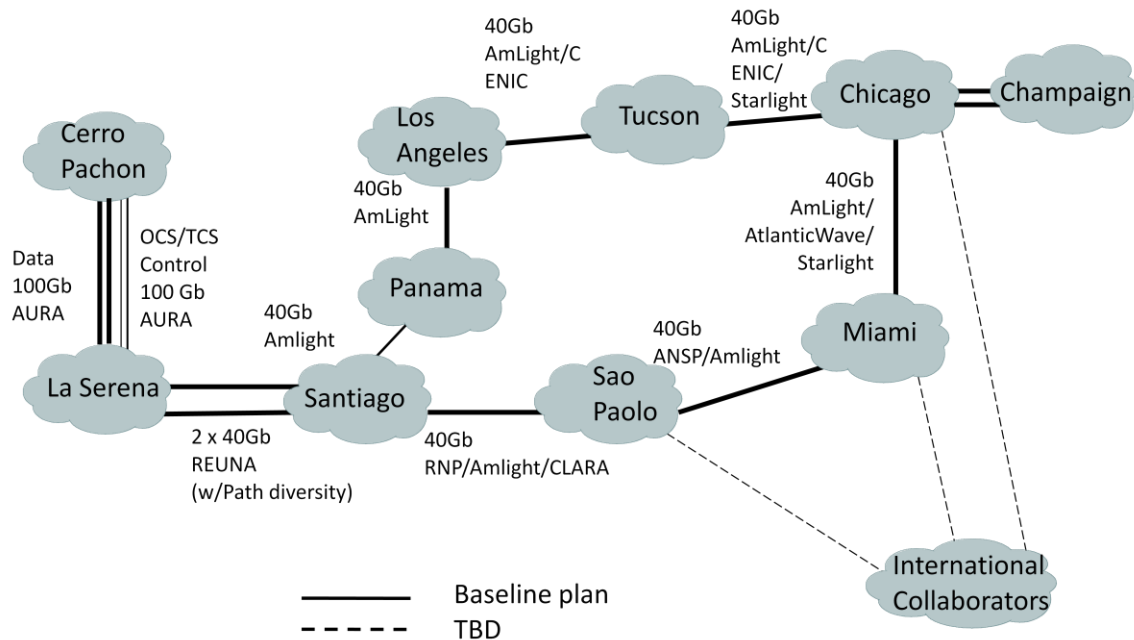 40Gb
AmLight/C
ENIC
40Gb
AmLight/C
ENIC/
Starlight
Chicago
Champaign
Tucson
Los
Angeles
Cerro
Pachon
40Gb
AmLight
40Gb
AmLight/
AtlanticWave/
Starlight
Data
100Gb
AURA
OCS/TCS
Control
100 Gb
AURA
Panama
40Gb
Amlight
40Gb
ANSP/Amlight
Miami
La Serena
Santiago
Sao
Paolo
2 x 40Gb
REUNA
(w/Path diversity)
40Gb
RNP/Amlight/CLARA
International
Collaborators
Baseline plan
TBD